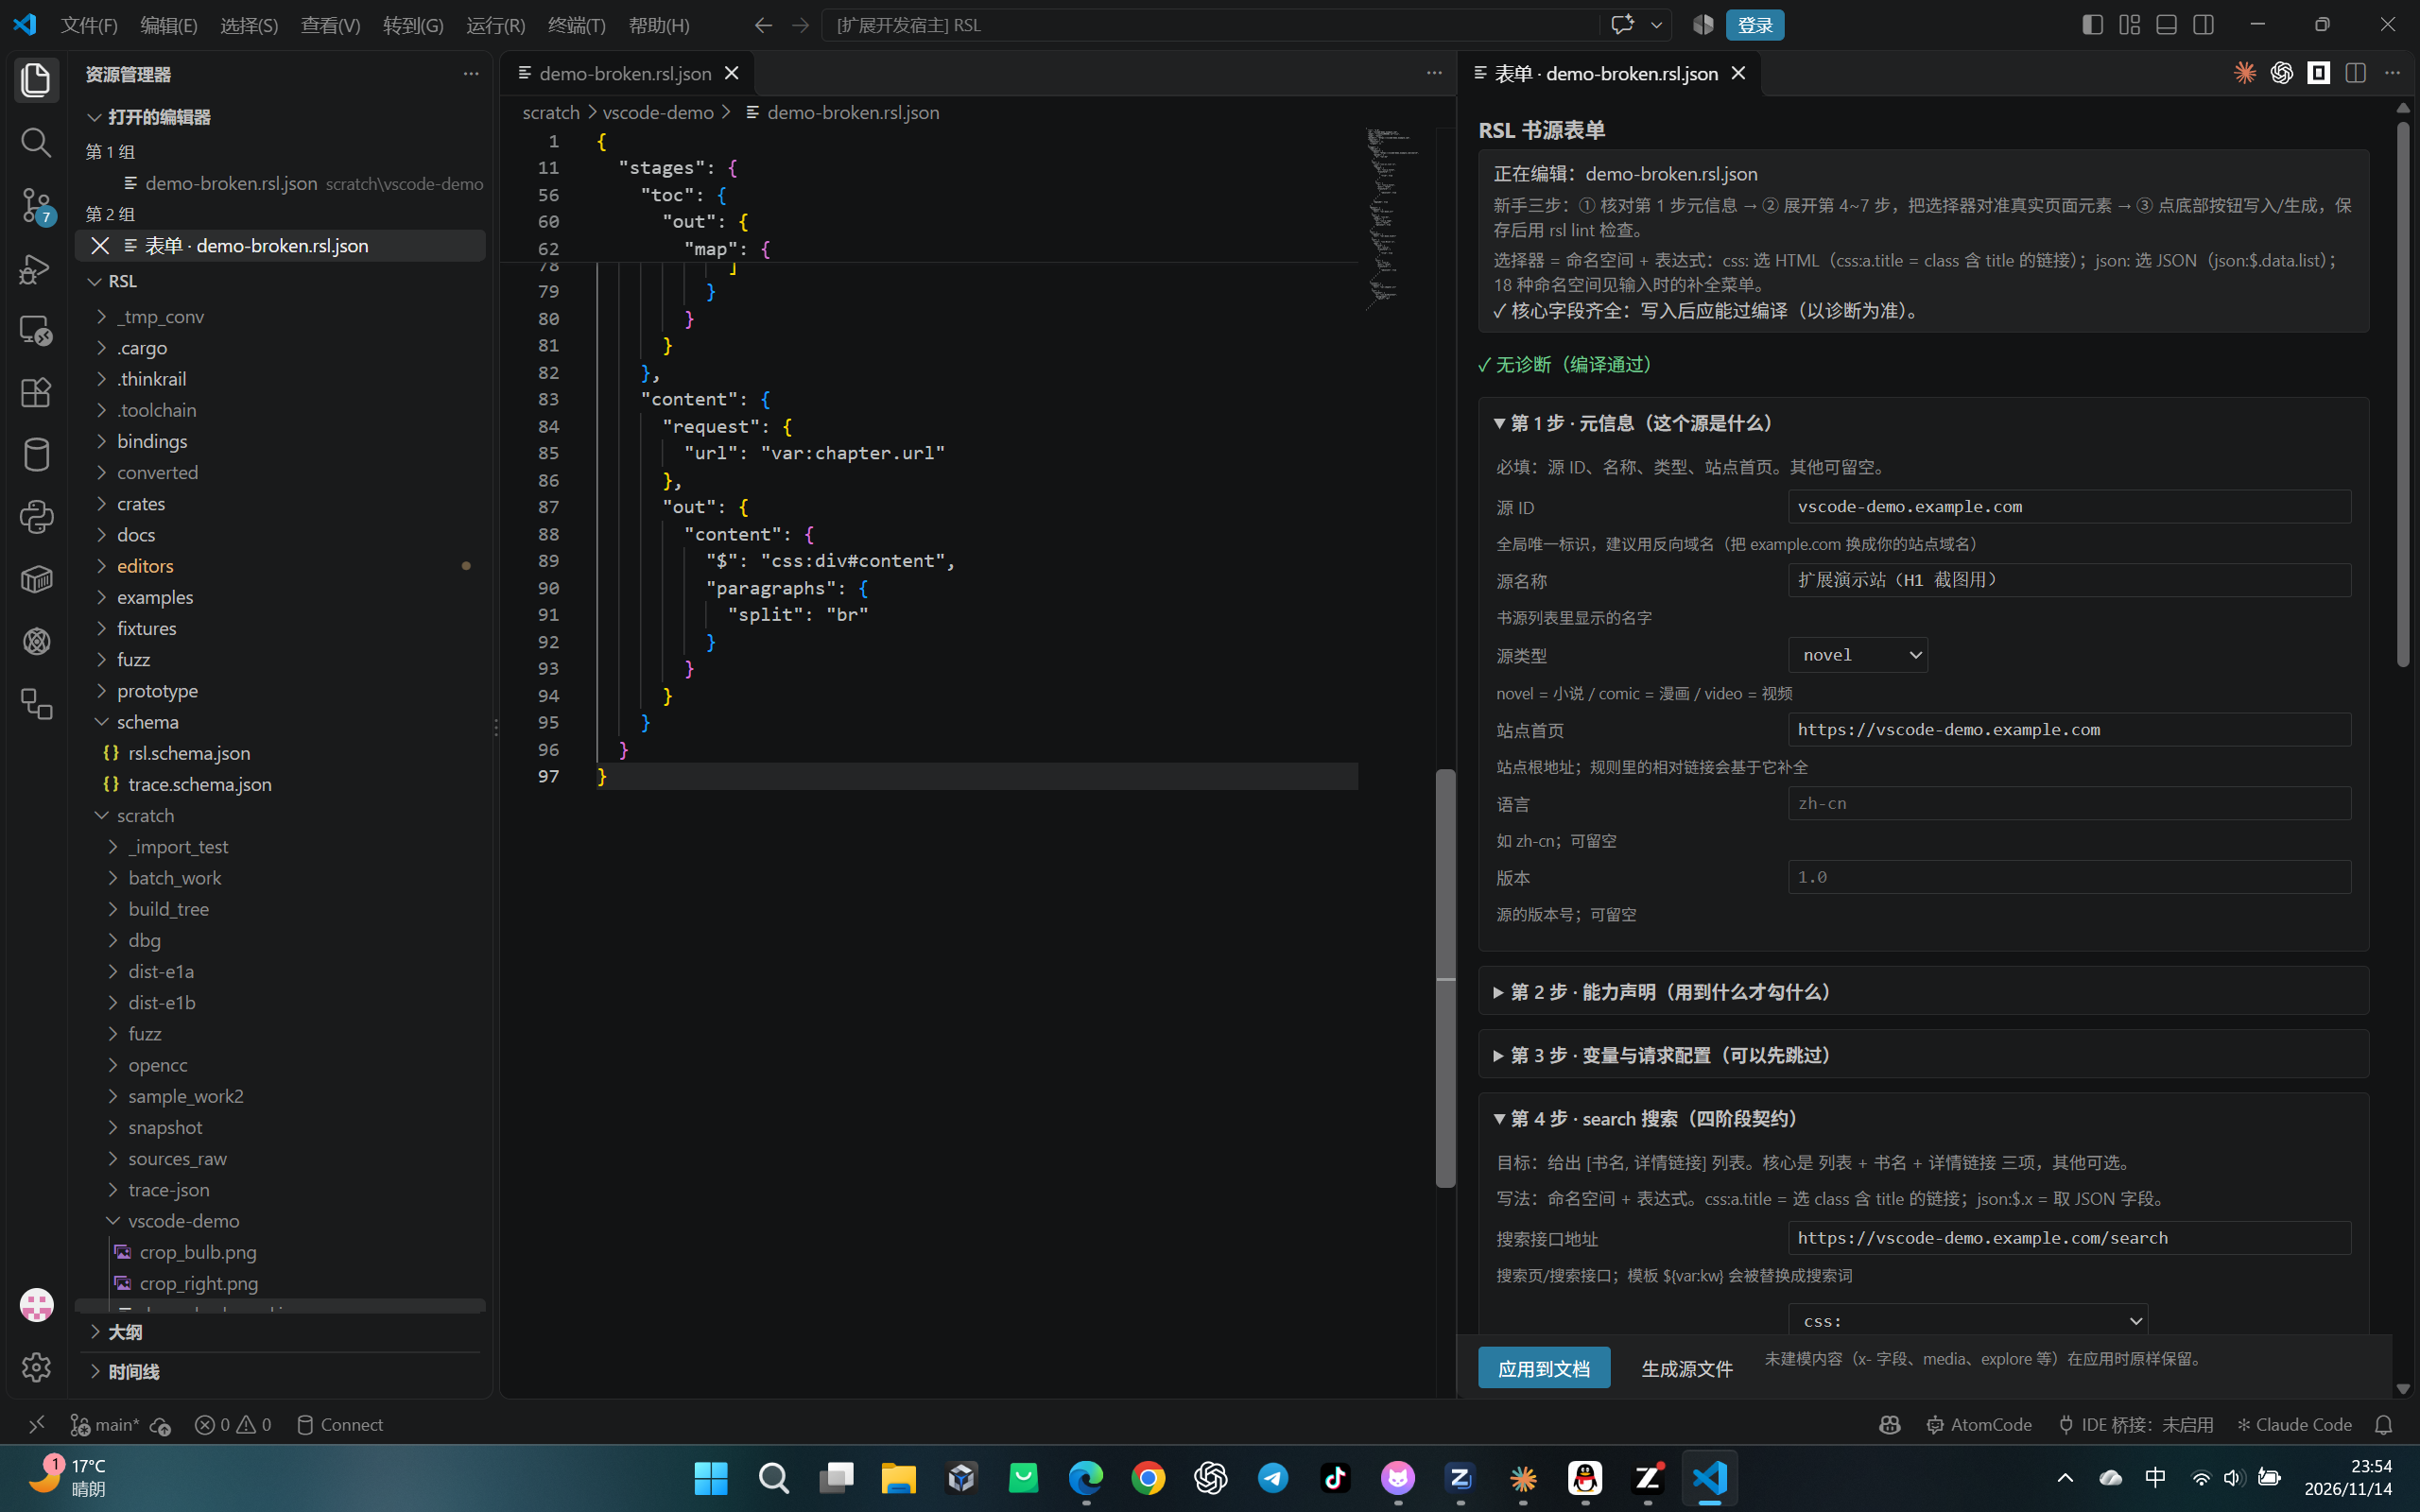 文件(F) 编辑(E) 选择(S) 查看(V) 转到(G) 运行(R) 终端(T) 帮助(H)
[扩展开发宿主] RSL
登录
资源管理器
打开的编辑器
第 1 组
demo-broken.rsl.json scratch\vscode-demo
第 2 组
表单 · demo-broken.rsl.json
RSL
_tmp_conv
.cargo
.thinkrail
.toolchain
bindings
converted
crates
docs
editors
examples
fixtures
fuzz
prototype
schema
{} rsl.schema.json
{} trace.schema.json
scratch
_import_test
batch_work
build_tree
dbg
dist-e1a
dist-e1b
fuzz
opencc
sample_work2
snapshot
sources_raw
trace-json
vscode-demo
crop_bulb.png
crop_right.png
大纲
时间线
7
demo-broken.rsl.json
scratch > vscode-demo > demo-broken.rsl.json
1 {
11 "stages": {
56 "toc": {
60 "out": {
62 "map": {
78 ]
79 }
80 }
81 }
82 },
83 "content": {
84 "request": {
85 "url": "var:chapter.url"
86 },
87 "out": {
88 "content": {
89 "$": "css:div#content",
90 "paragraphs": {
91 "split": "br"
92 }
93 }
94 }
95 }
96 }
97 }
表单 · demo-broken.rsl.json
RSL 书源表单
正在编辑：demo-broken.rsl.json
新手三步：① 核对第 1 步元信息 → ② 展开第 4~7 步，把选择器对准真实页面元素 → ③ 点底部按钮写入/生成，保
存后用 rsl lint 检查。
选择器 = 命名空间 + 表达式：css: 选 HTML（css:a.title = class 含 title 的链接）；json: 选 JSON（json:$.data.list）；
18 种命名空间见输入时的补全菜单。
✓ 核心字段齐全：写入后应能过编译（以诊断为准）。
✓ 无诊断（编译通过）
▼ 第 1 步 · 元信息（这个源是什么）
必填：源 ID、名称、类型、站点首页。其他可留空。
源 ID vscode-demo.example.com
全局唯一标识，建议用反向域名（把 example.com 换成你的站点域名）
源名称 扩展演示站（H1 截图用）
书源列表里显示的名字
源类型 novel
novel = 小说 / comic = 漫画 / video = 视频
站点首页 https://vscode-demo.example.com
站点根地址；规则里的相对链接会基于它补全
语言 zh-cn
如 zh-cn；可留空
版本 1.0
源的版本号；可留空
▶ 第 2 步 · 能力声明（用到什么才勾什么）
▶ 第 3 步 · 变量与请求配置（可以先跳过）
▼ 第 4 步 · search 搜索（四阶段契约）
目标：给出 [书名, 详情链接] 列表。核心是 列表 + 书名 + 详情链接 三项，其他可选。
写法：命名空间 + 表达式。css:a.title = 选 class 含 title 的链接；json:$.x = 取 JSON 字段。
搜索接口地址 https://vscode-demo.example.com/search
搜索页/搜索接口；模板 ${var:kw} 会被替换成搜索词
css:
应用到文档 生成源文件 未建模内容（x- 字段、media、explore 等）在应用时原样保留。
main* 0 0 Connect
AtomCode IDE 桥接：未启用 Claude Code
1 17°C
晴朗
中
23:54
2026/11/14